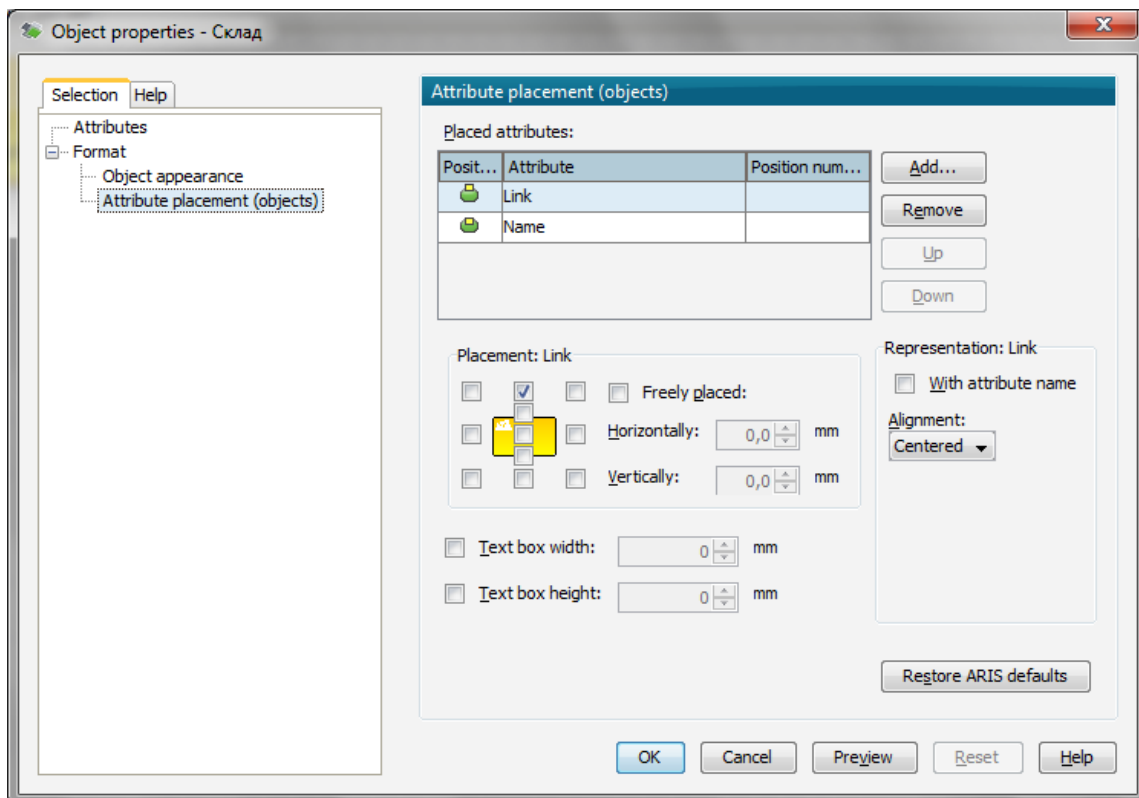 Object properties - Склад
Selection Help
Attributes
Format
Object appearance
Attribute placement (objects)
Attribute placement (objects)
Placed attributes:
Posit... Attribute Position num...
Link
Name
Add...
Remove
Up
Down
Placement: Link
Freely placed:
Horizontally: 0,0 mm
Vertically: 0,0 mm
Representation: Link
With attribute name
Alignment:
Centered
Text box width: 0 mm
Text box height: 0 mm
Restore ARIS defaults
OK Cancel Preview Reset Help